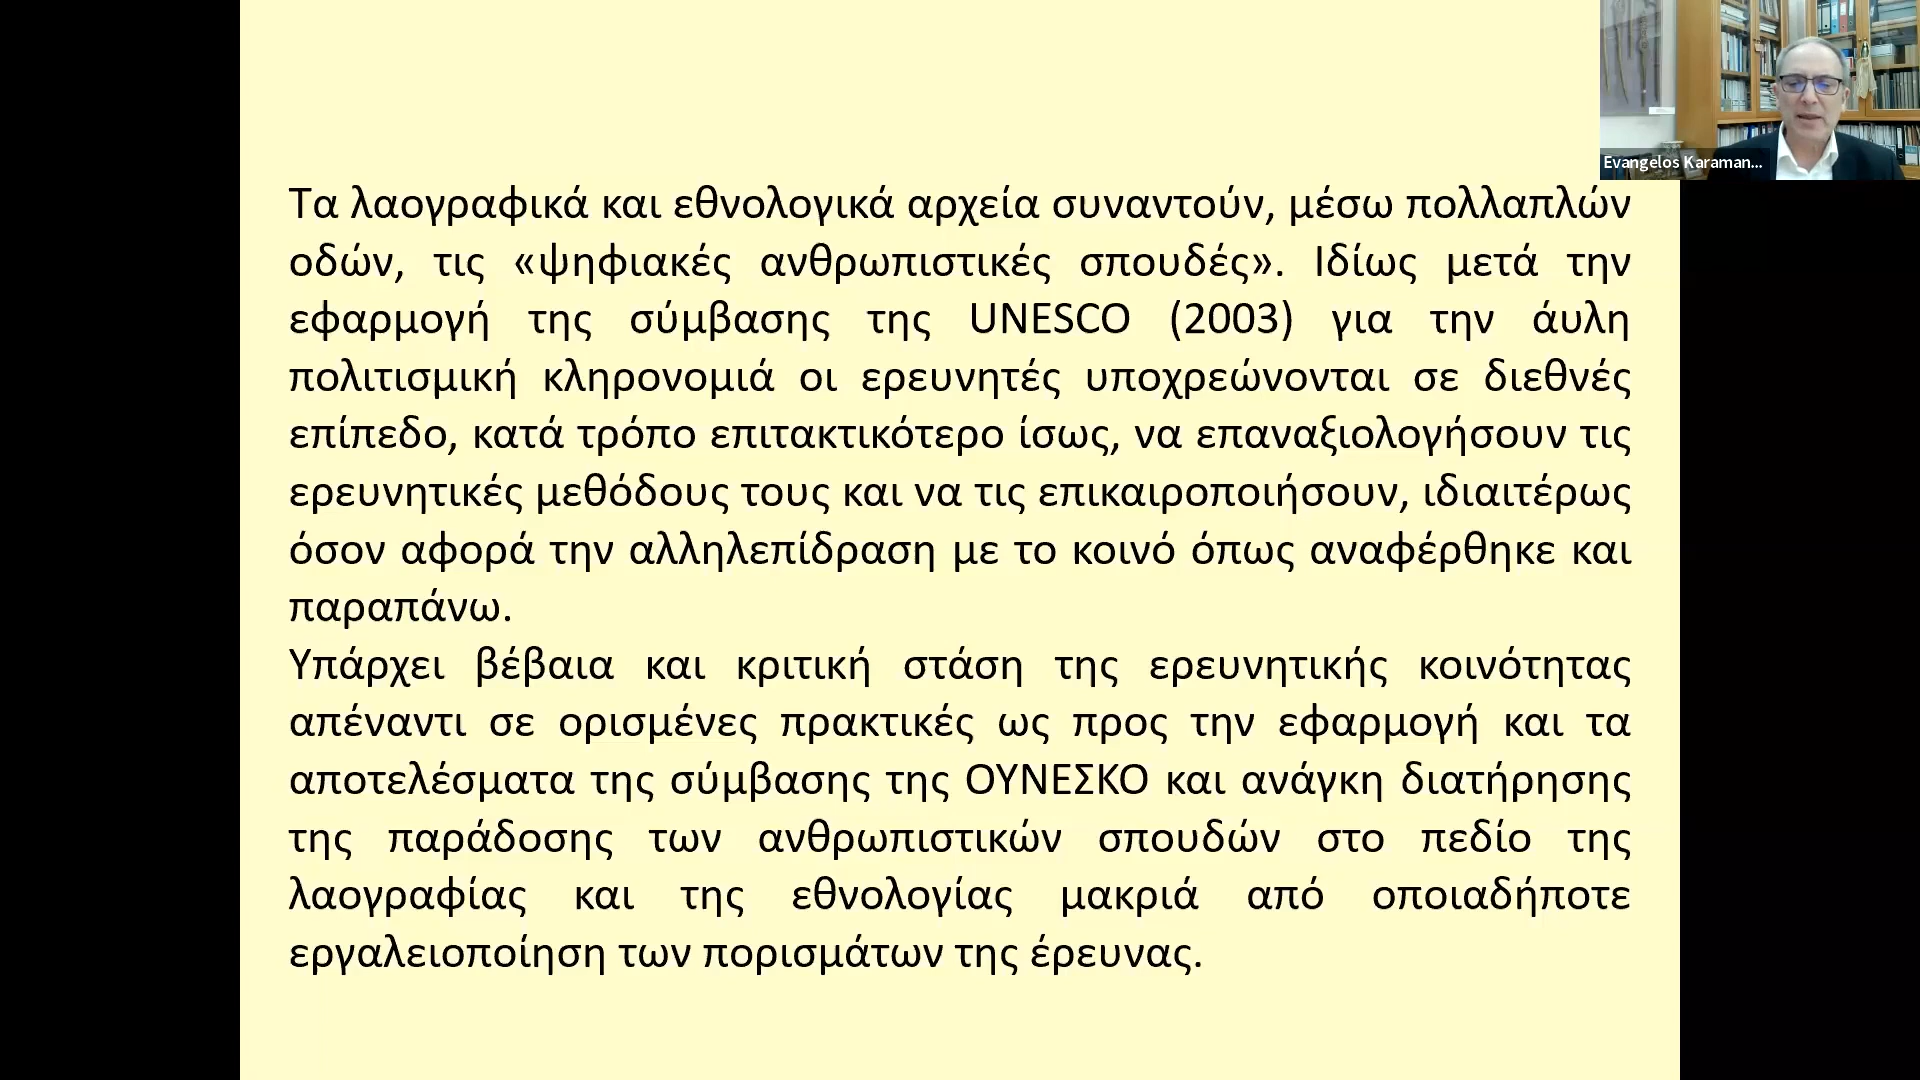 Evangelos Karaman...
Τα λαογραφικά και εθνολογικά αρχεία συναντούν, μέσω πολλαπλών
οδών, τις «ψηφιακές ανθρωπιστικές σπουδές». Ιδίως μετά την
εφαρμογή της σύμβασης της UNESCO (2003) για την άυλη
πολιτισμική κληρονομιά οι ερευνητές υποχρεώνονται σε διεθνές
επίπεδο, κατά τρόπο επιτακτικότερο ίσως, να επαναξιολογήσουν τις
ερευνητικές μεθόδους τους και να τις επικαιροποιήσουν, ιδιαιτέρως
όσον αφορά την αλληλεπίδραση με το κοινό όπως αναφέρθηκε και
παραπάνω.
Υπάρχει βέβαια και κριτική στάση της ερευνητικής κοινότητας
απέναντι σε ορισμένες πρακτικές ως προς την εφαρμογή και τα
αποτελέσματα της σύμβασης της ΟΥΝΕΣΚΟ και ανάγκη διατήρησης
της παράδοσης των ανθρωπιστικών σπουδών στο πεδίο της
λαογραφίας και της εθνολογίας μακριά από οποιαδήποτε
εργαλειοποίηση των πορισμάτων της έρευνας.